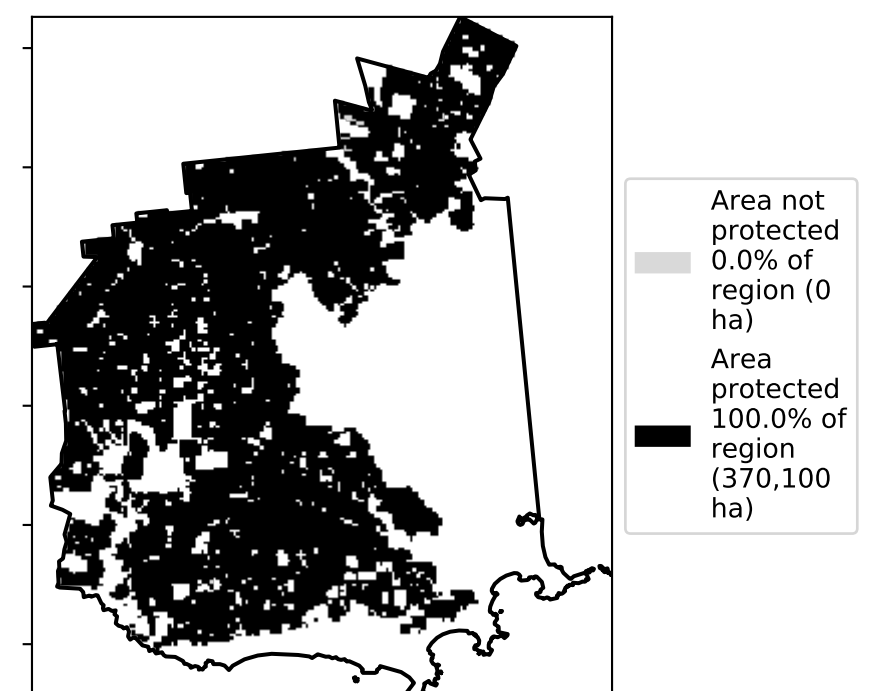 Area not
protected
0.0% of
region (0
ha)
Area
protected
100.0% of
region
(370,100
ha)